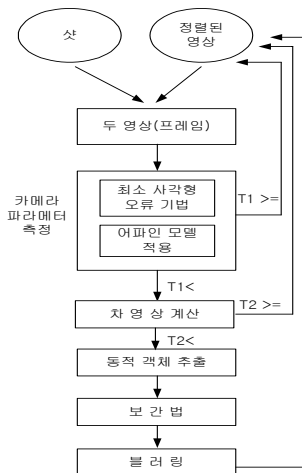 샷
정렬된
영상
두 영상(프레임)
카메라
파라메터
측정
최소 사각형
오류 기법
어파인 모델
적용
T1 >=
T1<
T2 >=
차 영상 계산
T2<
동적 객체 추출
보 간 법
블 러 링